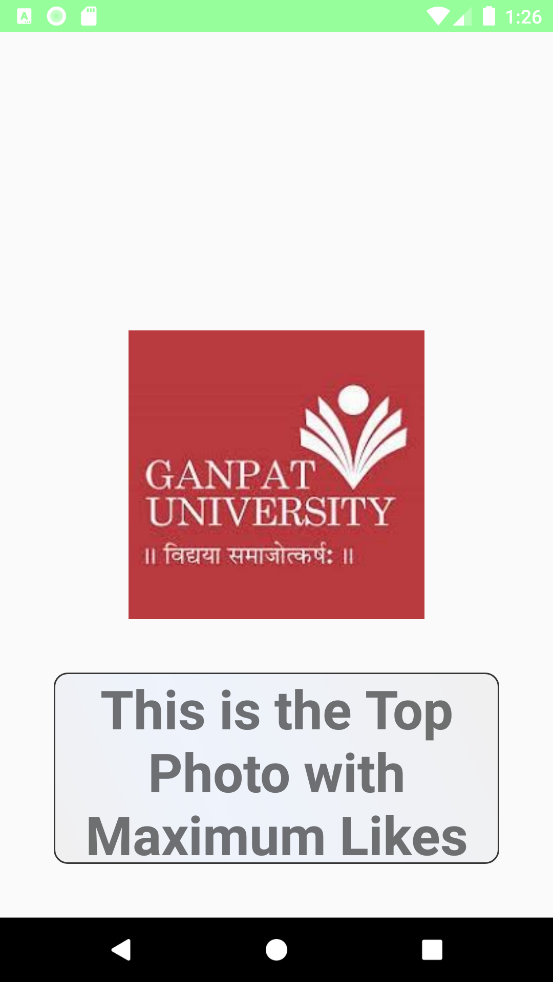 1:26
GANPAT
UNIVERSITY
॥ विद्यया समाजोत्कर्ष: ॥
This is the Top
Photo with
Maximum Likes